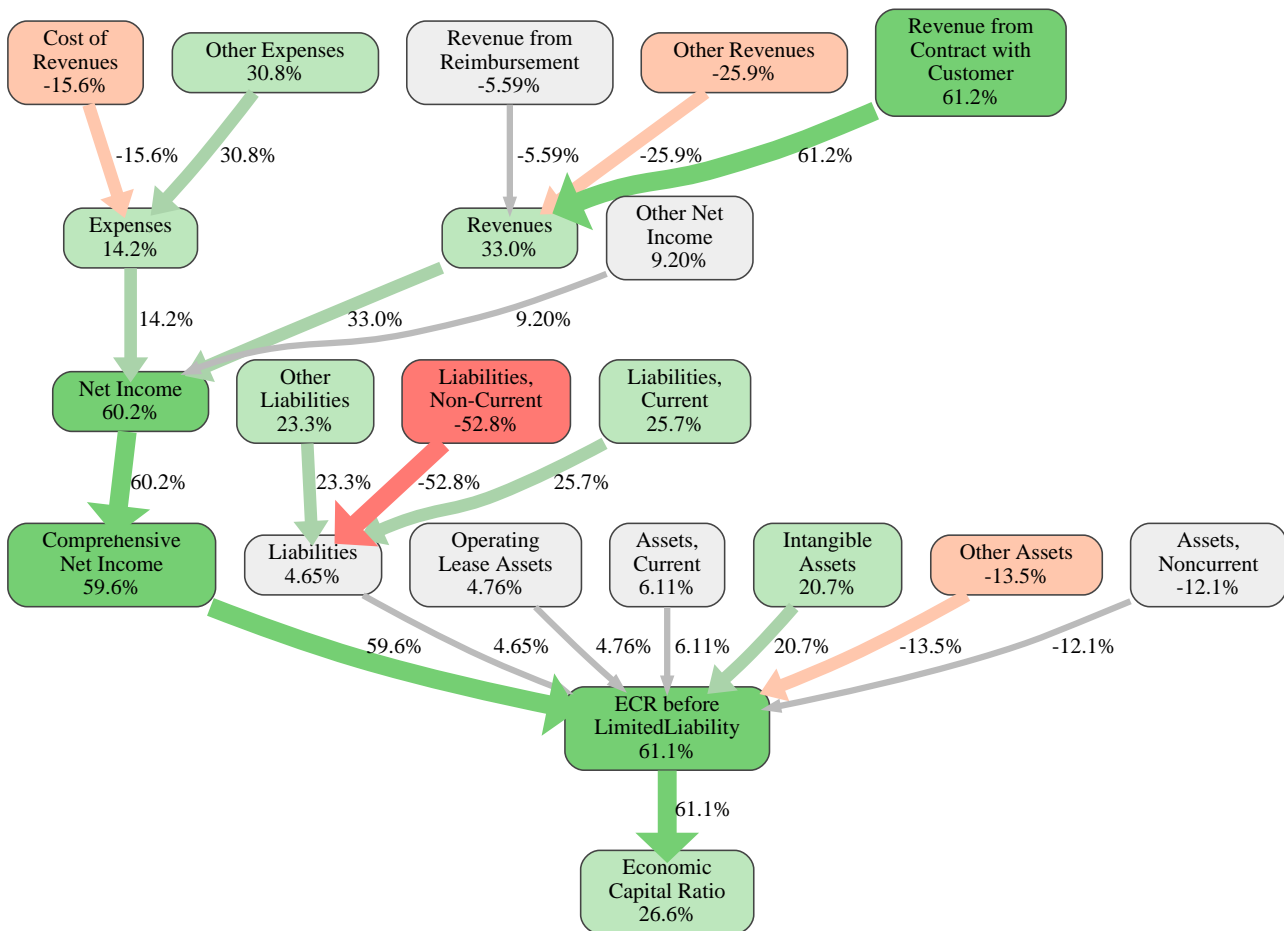 Cost of
Revenues
-15.6%
Other Expenses
30.8%
Revenue from
Reimbursement
-5.59%
Other Revenues
-25.9%
Revenue from
Contract with
Customer
61.2%
-15.6%
30.8%
-5.59%
-25.9%
61.2%
Expenses
14.2%
Revenues
33.0%
Other Net
Income
9.20%
14.2%
33.0%
9.20%
Net Income
60.2%
Other
Liabilities
23.3%
Liabilities,
Non-Current
-52.8%
Liabilities,
Current
25.7%
60.2%
23.3%
-52.8%
25.7%
Comprehensive
Net Income
59.6%
Liabilities
4.65%
Operating
Lease Assets
4.76%
Assets,
Current
6.11%
Intangible
Assets
20.7%
Other Assets
-13.5%
Assets,
Noncurrent
-12.1%
59.6%
4.65%
4.76%
6.11%
20.7%
-13.5%
-12.1%
ECR before
LimitedLiability
61.1%
61.1%
Economic
Capital Ratio
26.6%